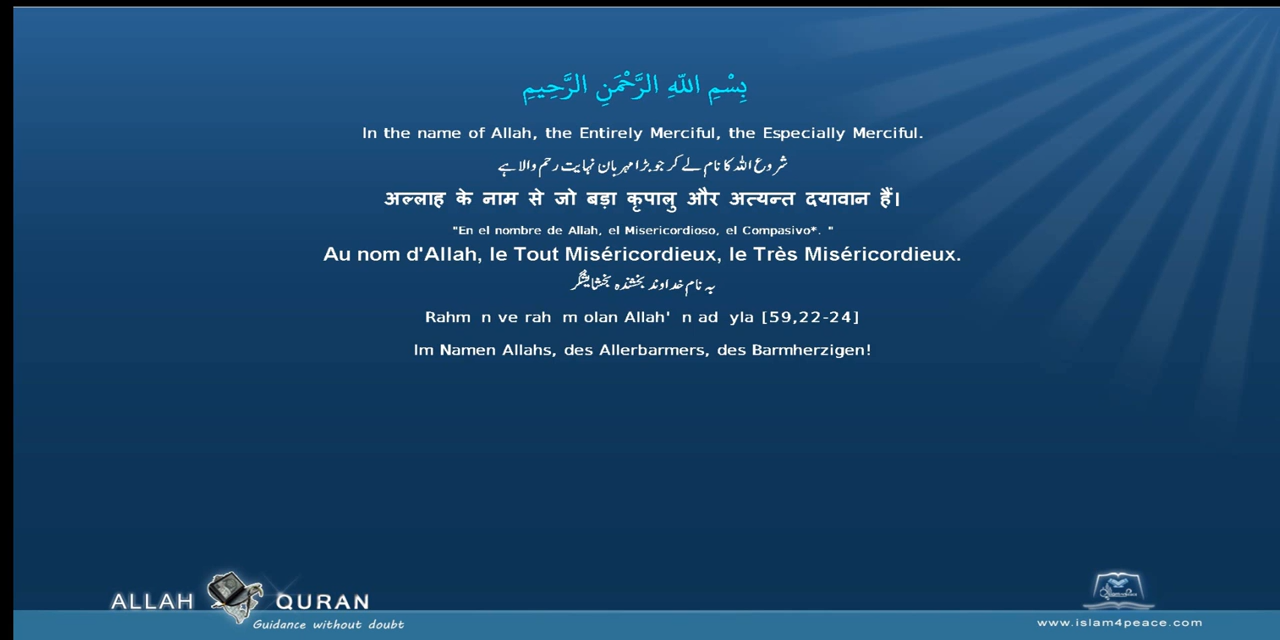 بِسْمِ اللَّهِ الرَّحْمَنِ الرَّحِيمِ
In the name of Allah, the Entirely Merciful, the Especially Merciful.
شروع الله کا نام لے کر جو بڑا مہربان نہایت رحم والا ہے
अल्लाह के नाम से जो बड़ा कृपालु और अत्यन्त दयावान हैं।
"En el nombre de Allah, el Misericordioso, el Compasivo*. "
Au nom d'Allah, le Tout Miséricordieux, le Très Miséricordieux.
به نام خداوند بخشنده بخشایشگر
Rahm n ve rah m olan Allah' n ad yla [59,22-24]
Im Namen Allahs, des Allerbarmers, des Barmherzigen!
ALLAH QURAN
Guidance without doubt
www.islam4peace.com